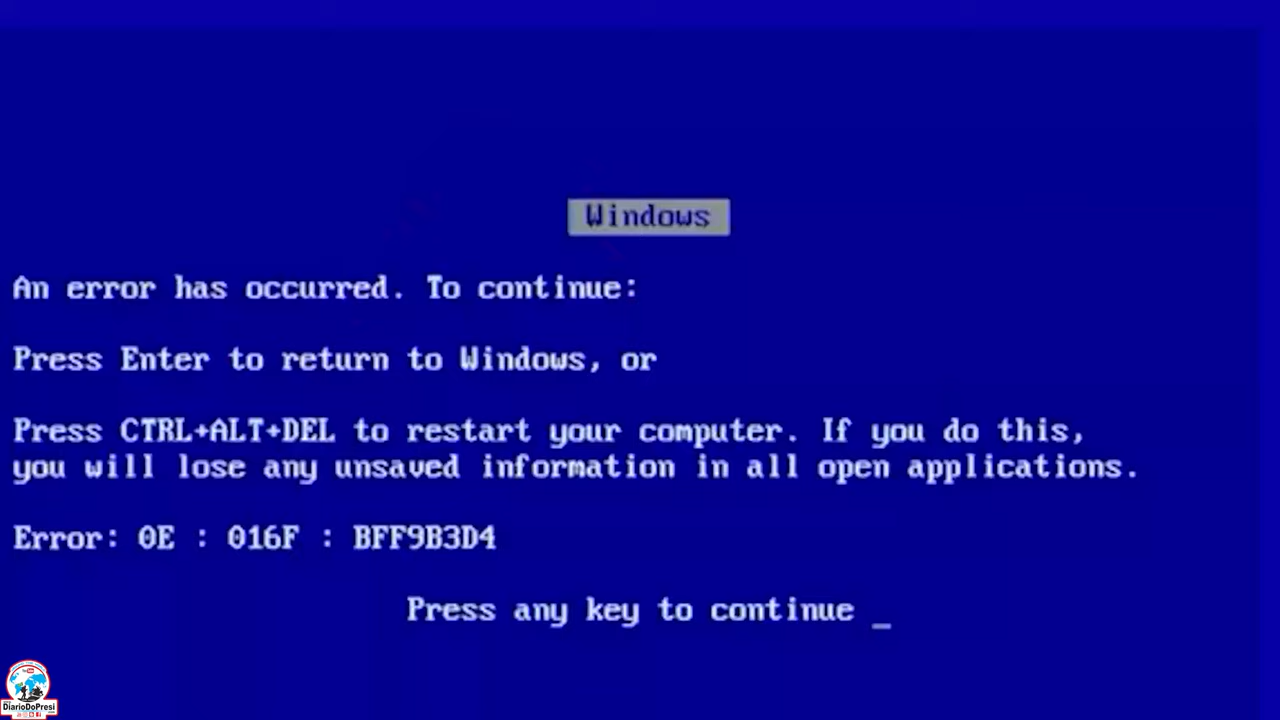 Windows
An error has occurred. To continue:
Press Enter to return to Windows, or
Press CTRL+ALT+DEL to restart your computer. If you do this,
you will lose any unsaved information in all open applications.
Error: 0E : 016F : BFF9B3D4
Press any key to continue _
DiarioDoPresi